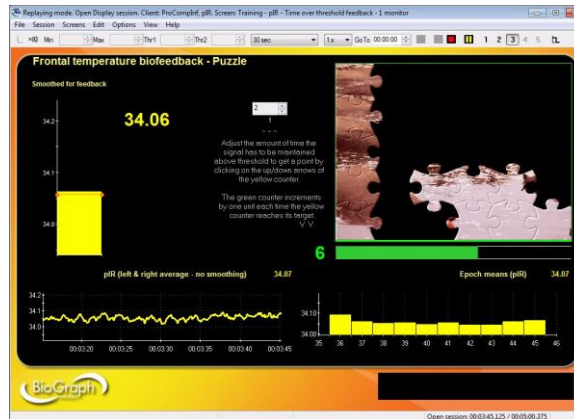 Replaying mode. Open Display session. Client: ProCompInf, pIR. Screen: Training - pIR - Time over threshold feedback - 1 monitor
File Session Screens Edit Options View Help
Min Max Thr1 Thr2 30 sec 1 x Go To 00:00:00 1 2 3 4 5
Frontal temperature biofeedback - Puzzle
Smoothed for feedback
34.06
2
1
34.2
34.1
34.0
Adjust the amount of time the
signal has to be maintained
above threshold to get a point by
clicking on the up/down arrows of
the yellow counter.
The green counter increments
by one unit each time the yellow
counter reaches its target.
6
pIR (left & right average - no smoothing) 34.07
Epoch means (pIR) 34.07
34.2
34.1
34.0
00:03:20 00:03:25 00:03:30 00:03:35 00:03:40 00:03:45
34.10
34.00
35 36 37 38 39 40 41 42 43 44 45 46
BioGraph
Open session: 00:03:45.125 / 00:05:00.375